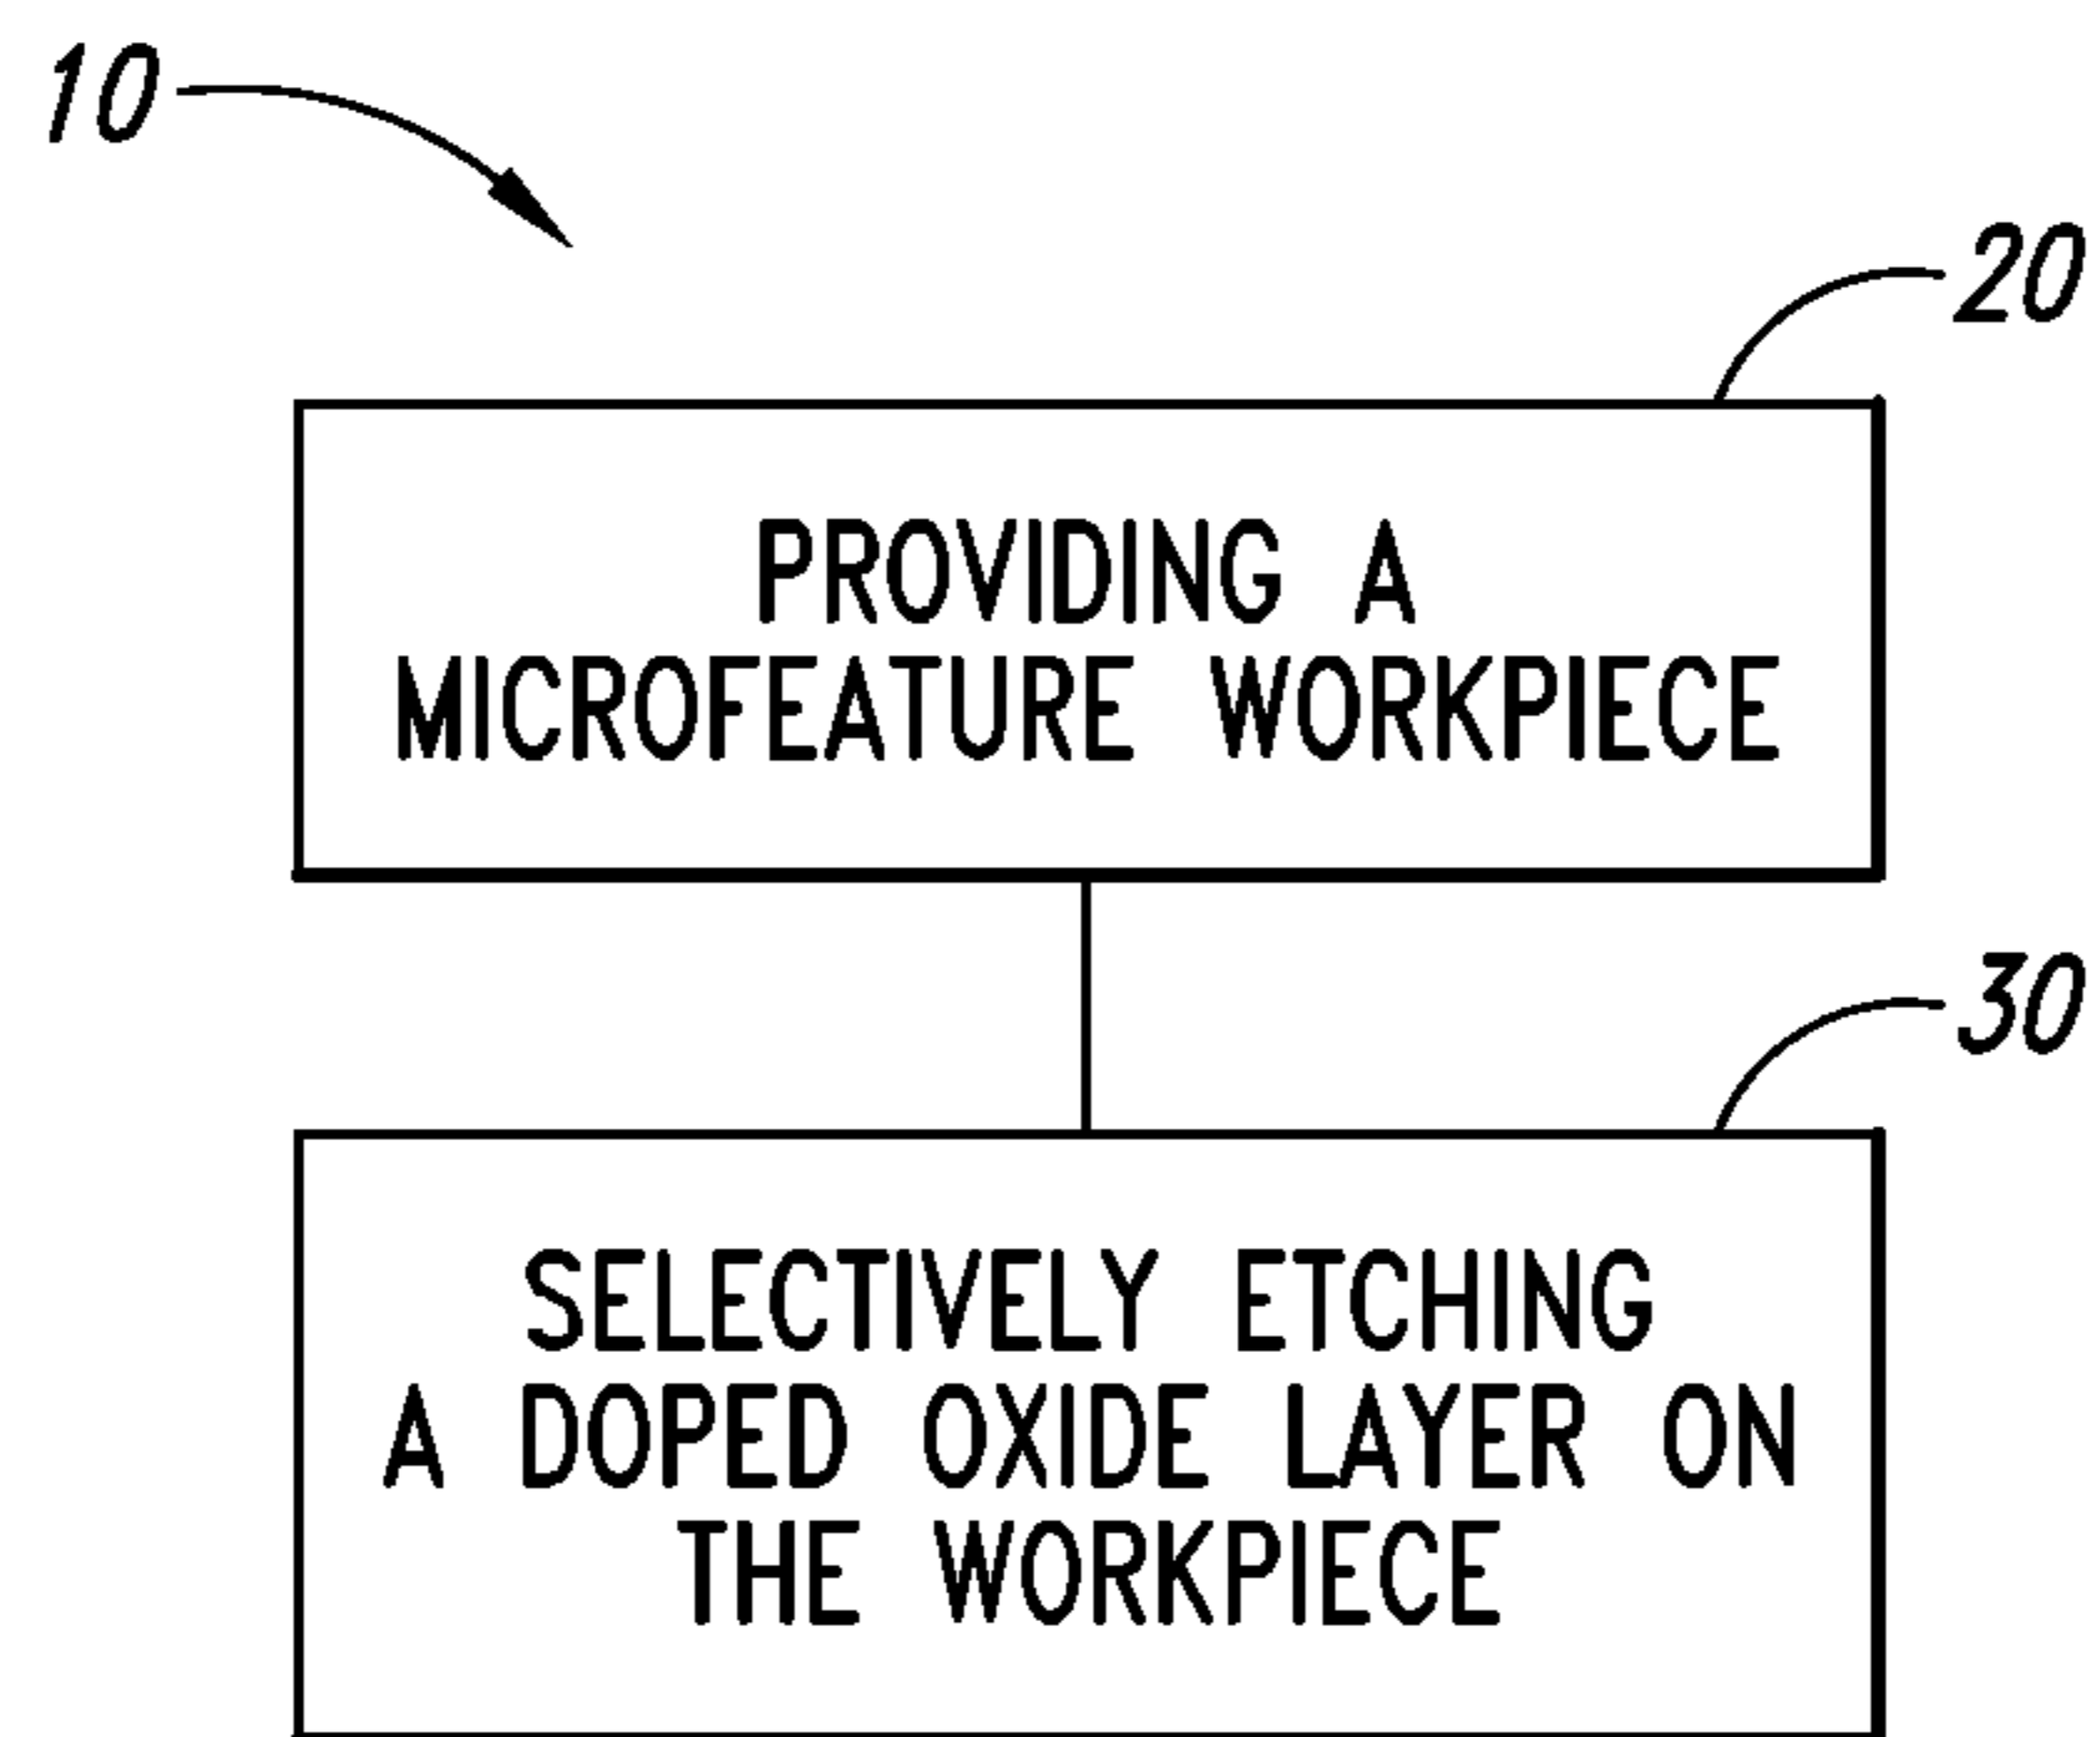 10
20
PROVIDING A
MICROFEATURE WORKPIECE
30
SELECTIVELY ETCHING
A DOPED OXIDE LAYER ON
THE WORKPIECE